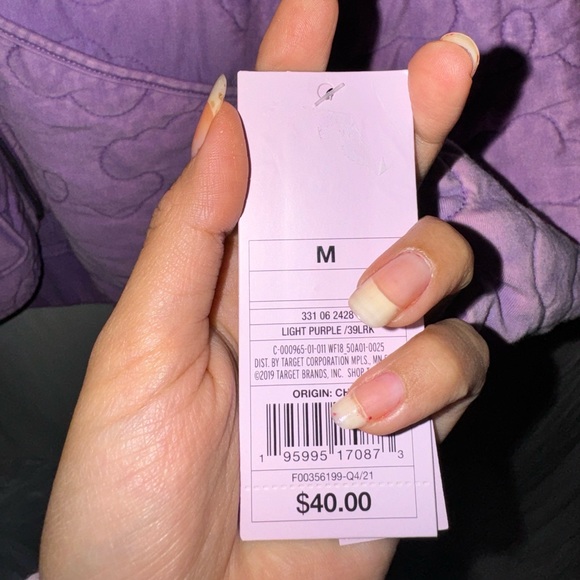 M
331 06 2428
LIGHT PURPLE /39LRK
C-000965-01-011 WF18_50A01-0025
DIST. BY TARGET CORPORATION MPLS., MN
©2019 TARGET BRANDS, INC. SHOP
ORIGIN:
1 95995 17087 3
F00356199-Q4/21
$40.00